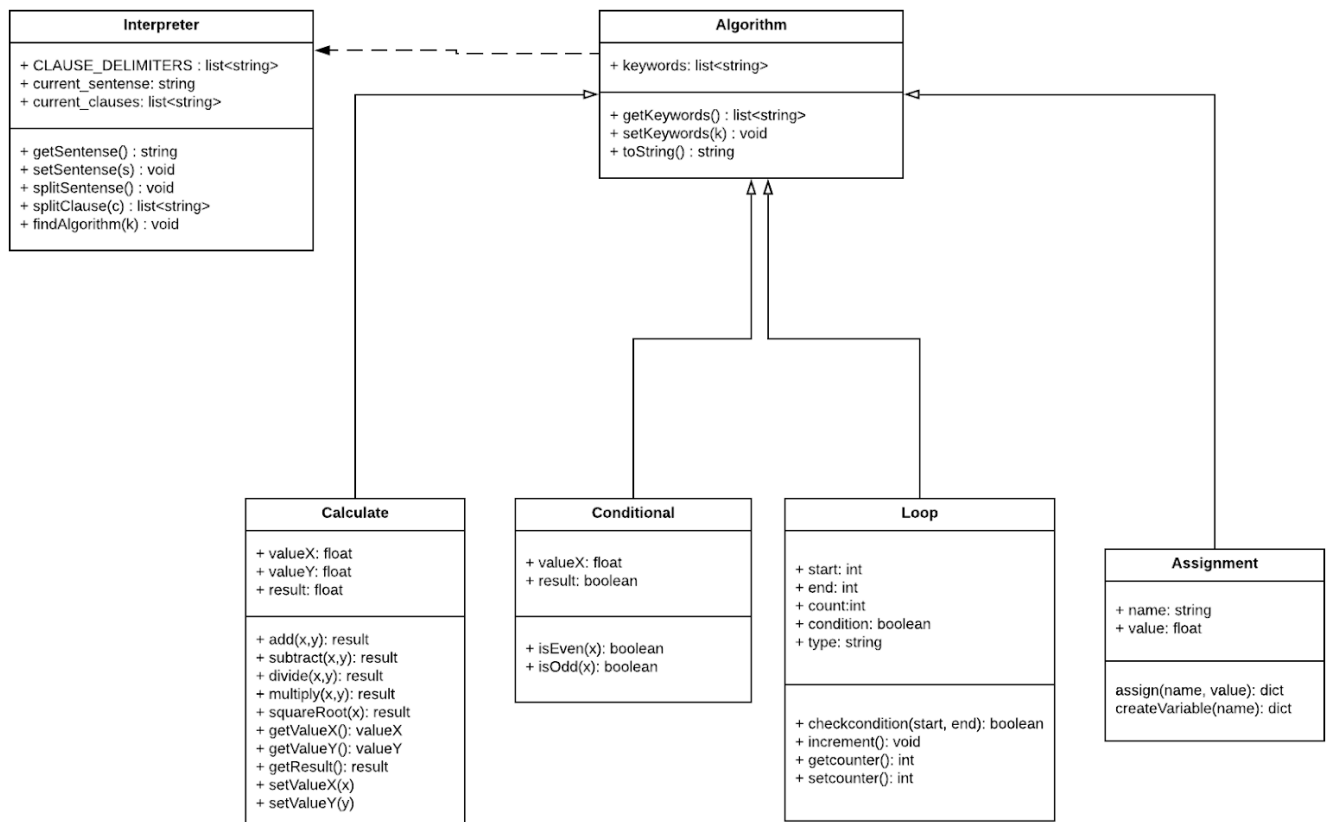 Interpreter
+ CLAUSE_DELIMITERS : list<string>
+ current_sentense: string
+ current_clauses: list<string>
+ getSentense() : string
+ setSentense(s) : void
+ splitSentense() : void
+ splitClause(c) : list<string>
+ findAlgorithm(k) : void
Algorithm
+ keywords: list<string>
+ getKeywords() : list<string>
+ setKeywords(k) : void
+ toString() : string
Calculate
+ valueX: float
+ valueY: float
+ result: float
+ add(x,y): result
+ subtract(x,y): result
+ divide(x,y): result
+ multiply(x,y): result
+ squareRoot(x): result
+ getValueX(): valueX
+ getValueY(): valueY
+ getResult(): result
+ setValueX(x)
+ setValueY(y)
Conditional
+ valueX: float
+ result: boolean
+ isEven(x): boolean
+ isOdd(x): boolean
Loop
+ start: int
+ end: int
+ count:int
+ condition: boolean
+ type: string
+ checkcondition(start, end): boolean
+ increment(): void
+ getcounter(): int
+ setcounter(): int
Assignment
+ name: string
+ value: float
assign(name, value): dict
createVariable(name): dict